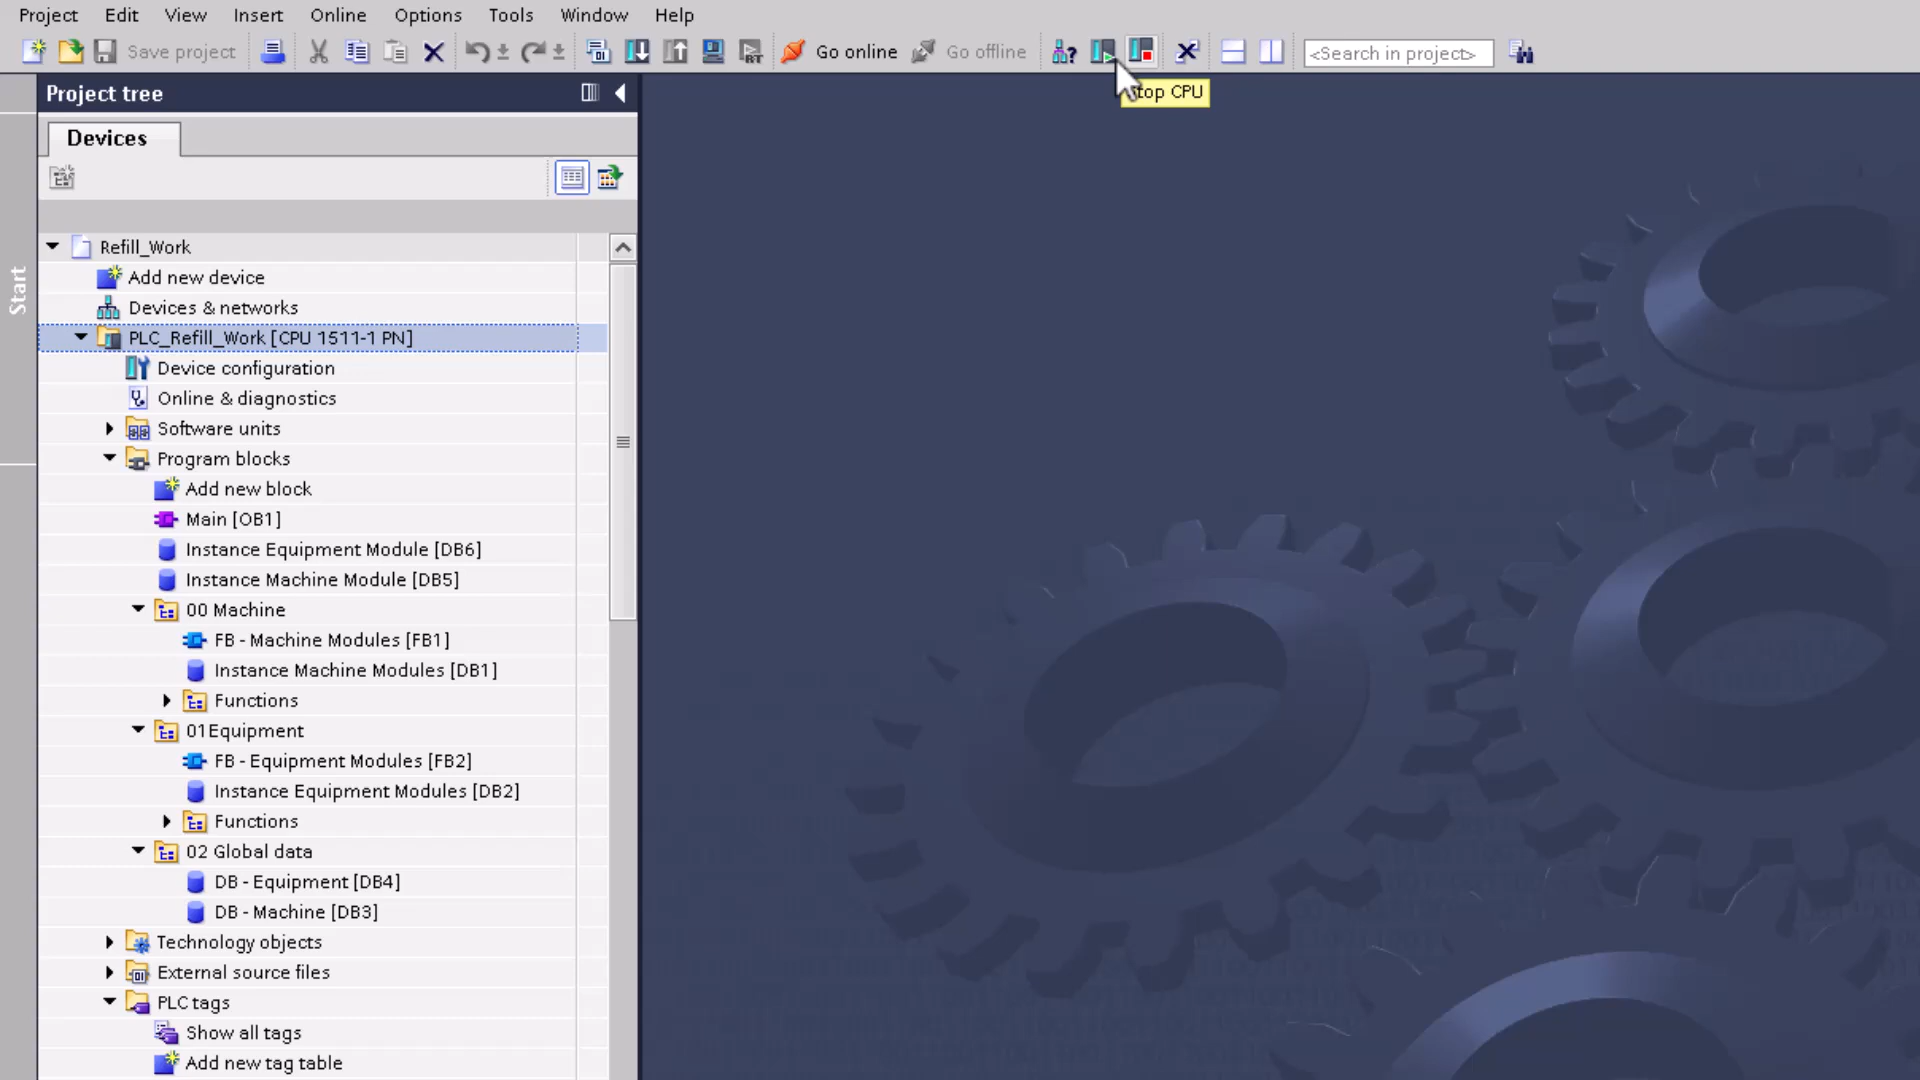 Project Edit View Insert Online Options Tools Window Help
Save project Go online Go offline <Search in project>
top CPU
Project tree
Devices
Start
Refill_Work
Add new device
Devices & networks
PLC_Refill_Work [CPU 1511-1 PN]
Device configuration
Online & diagnostics
Software units
Program blocks
Add new block
Main [OB1]
Instance Equipment Module [DB6]
Instance Machine Module [DB5]
00 Machine
FB - Machine Modules [FB1]
Instance Machine Modules [DB1]
Functions
01Equipment
FB - Equipment Modules [FB2]
Instance Equipment Modules [DB2]
Functions
02 Global data
DB - Equipment [DB4]
DB - Machine [DB3]
Technology objects
External source files
PLC tags
Show all tags
Add new tag table